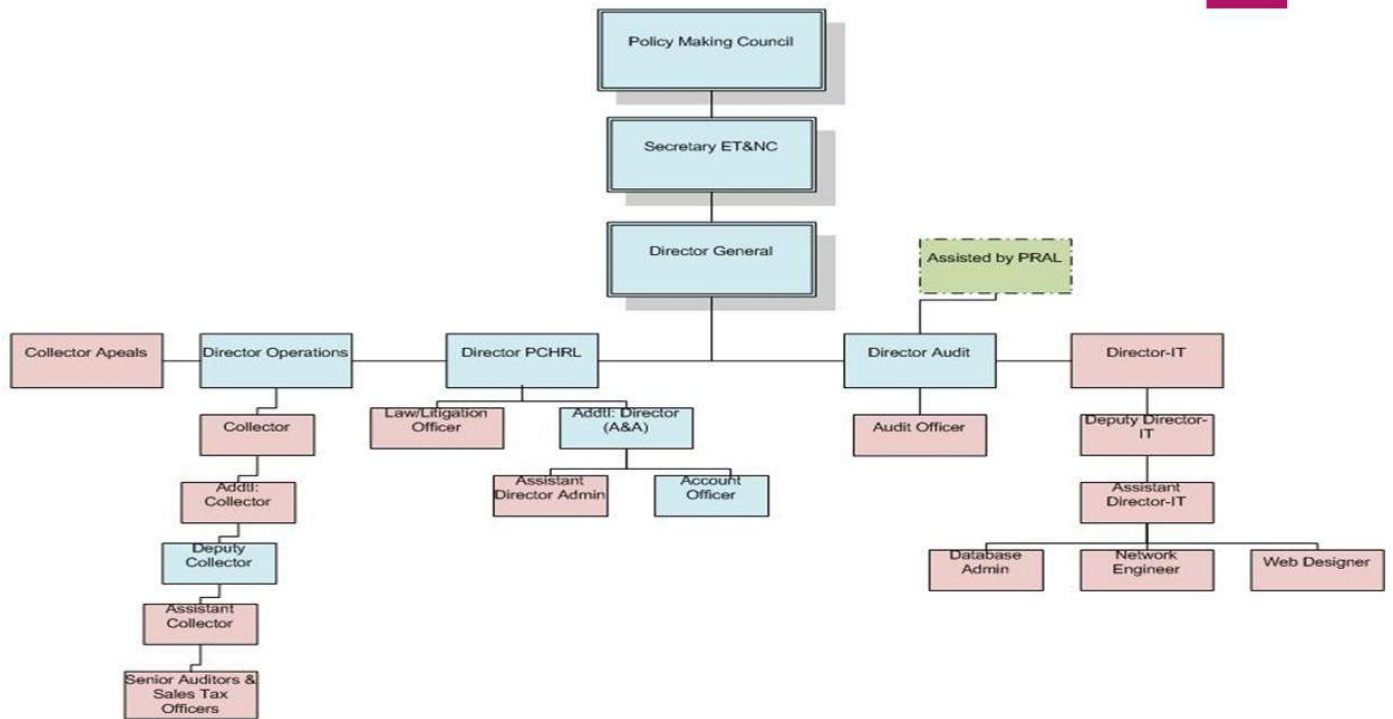 Policy Making Council
Secretary ET&NC
Director General
Assisted by PRAL
Collector Apeals
Director Operations
Director PCHRL
Director Audit
Director-IT
Collector
Law/Litigation
Officer
Addtl: Director
(A&A)
Audit Officer
Deputy Director-
IT
Addtl:
Collector
Assistant
Director Admin
Account
Officer
Assistant
Director-IT
Deputy
Collector
Database
Admin
Network
Engineer
Web Designer
Assistant
Collector
Senior Auditors &
Sales Tax
Officers